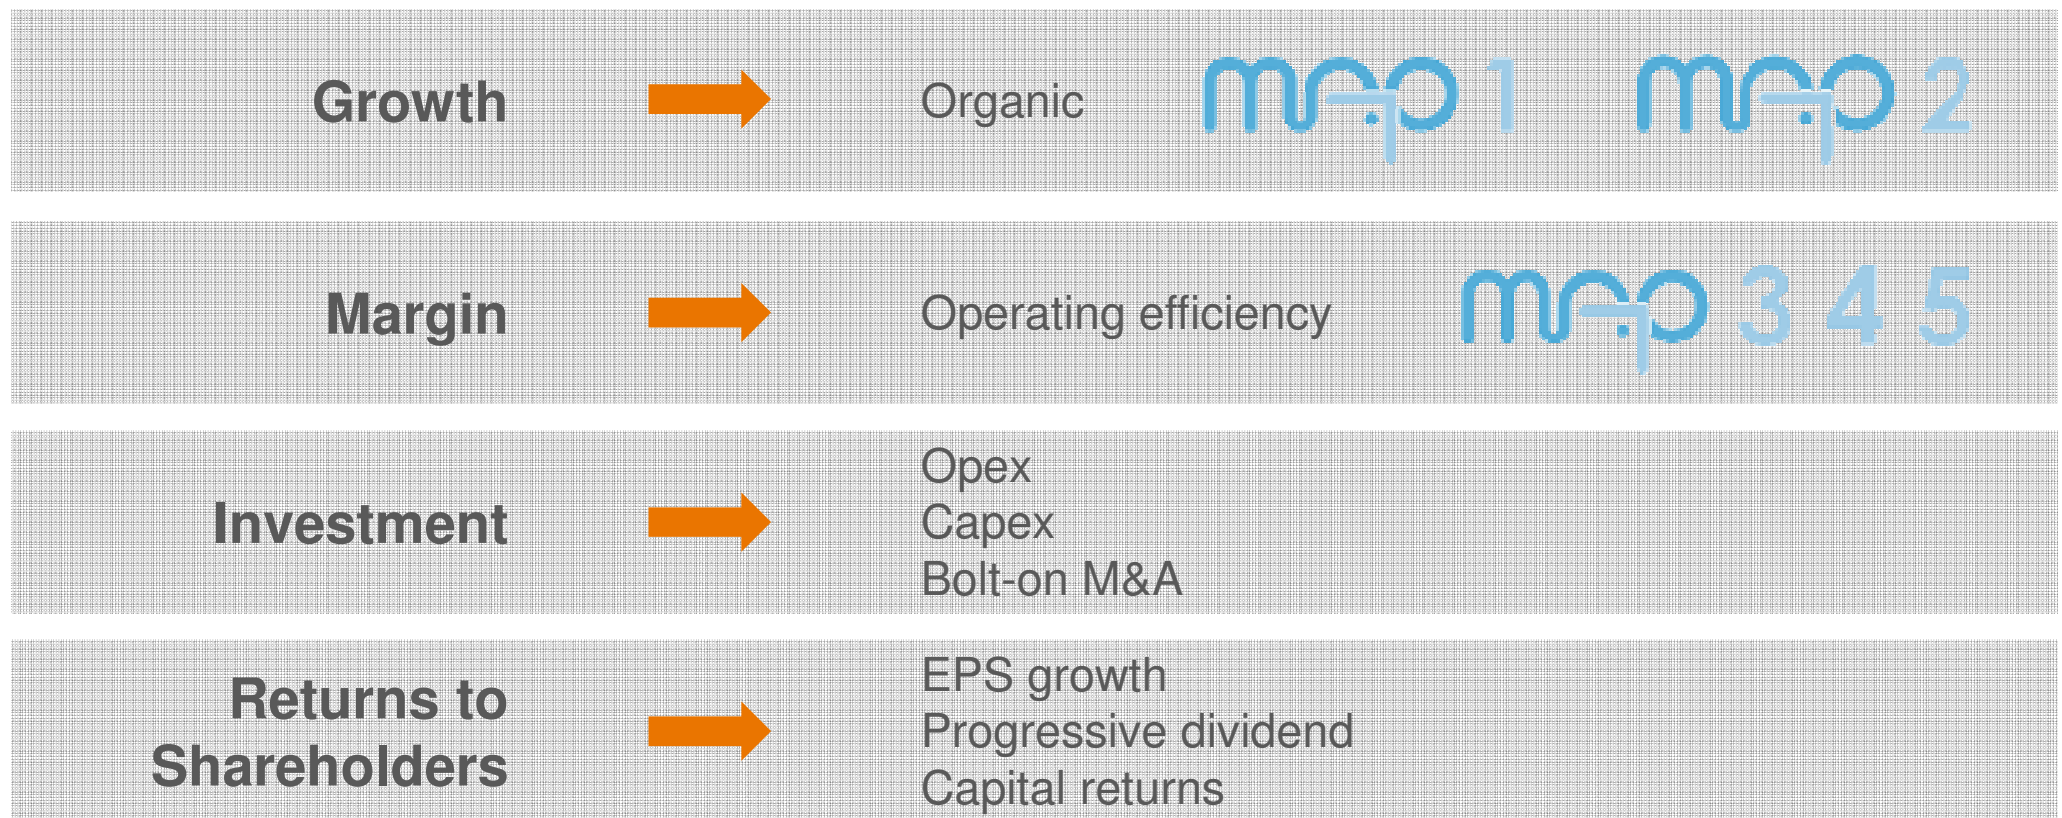 Growth
Organic
map 1
map 2
Margin
Operating efficiency
map 3 4 5
Investment
Opex
Capex
Bolt-on M&A
Returns to
Shareholders
EPS growth
Progressive dividend
Capital returns